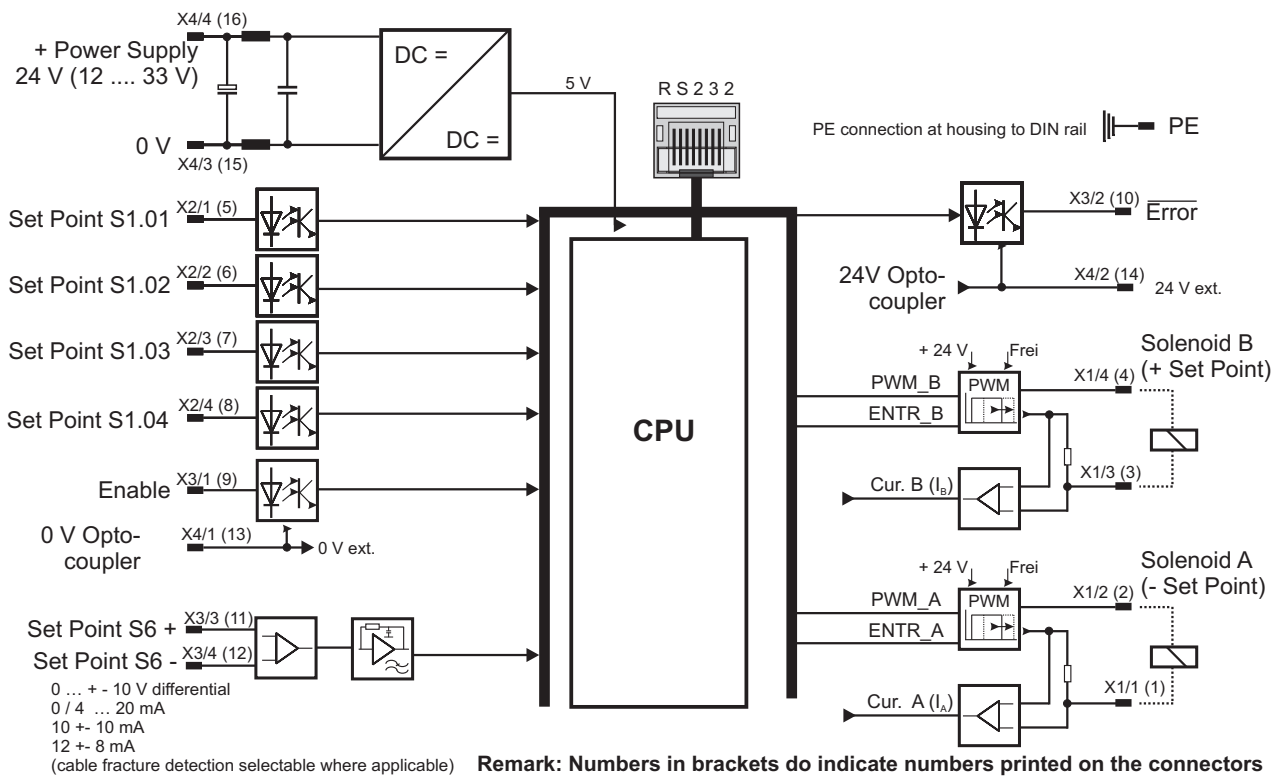 X4/4 (16)
+ Power Supply
24 V (12 .... 33 V)
0 V
X4/3 (15)
DC =
DC =
5 V
R S 2 3 2
PE connection at housing to DIN rail
PE
Set Point S1.01
X2/1 (5)
Set Point S1.02
X2/2 (6)
Set Point S1.03
X2/3 (7)
Set Point S1.04
X2/4 (8)
Enable
X3/1 (9)
0 V Opto-
coupler
X4/1 (13)
0 V ext.
Set Point S6 +
X3/3 (11)
Set Point S6 -
X3/4 (12)
0 ... + - 10 V differential
0 / 4 ... 20 mA
10 +- 10 mA
12 +- 8 mA
(cable fracture detection selectable where applicable)
CPU
X3/2 (10)
Error
24V Opto-
coupler
X4/2 (14)
24 V ext.
+ 24 V
Frei
Solenoid B
(+ Set Point)
PWM_B
PWM
X1/4 (4)
ENTR_B
Cur. B (I_B)
X1/3 (3)
+ 24 V
Frei
Solenoid A
(- Set Point)
PWM_A
PWM
X1/2 (2)
ENTR_A
Cur. A (I_A)
X1/1 (1)
Remark: Numbers in brackets do indicate numbers printed on the connectors